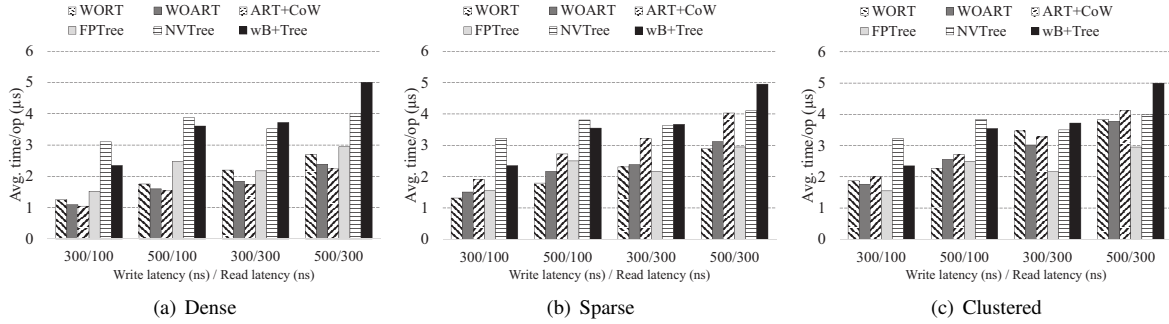 WORT WOART ART+CoW
FPTree NVTree wB+Tree
6
5
4
3
2
1
0
Avg. time/op (µs)
300/100 500/100 300/300 500/300
Write latency (ns) / Read latency (ns)
(a) Dense
WORT WOART ART+CoW
FPTree NVTree wB+Tree
6
5
4
3
2
1
0
Avg. time/op (µs)
300/100 500/100 300/300 500/300
Write latency (ns) / Read latency (ns)
(b) Sparse
WORT WOART ART+CoW
FPTree NVTree wB+Tree
6
5
4
3
2
1
0
Avg. time/op (µs)
300/100 500/100 300/300 500/300
Write latency (ns) / Read latency (ns)
(c) Clustered